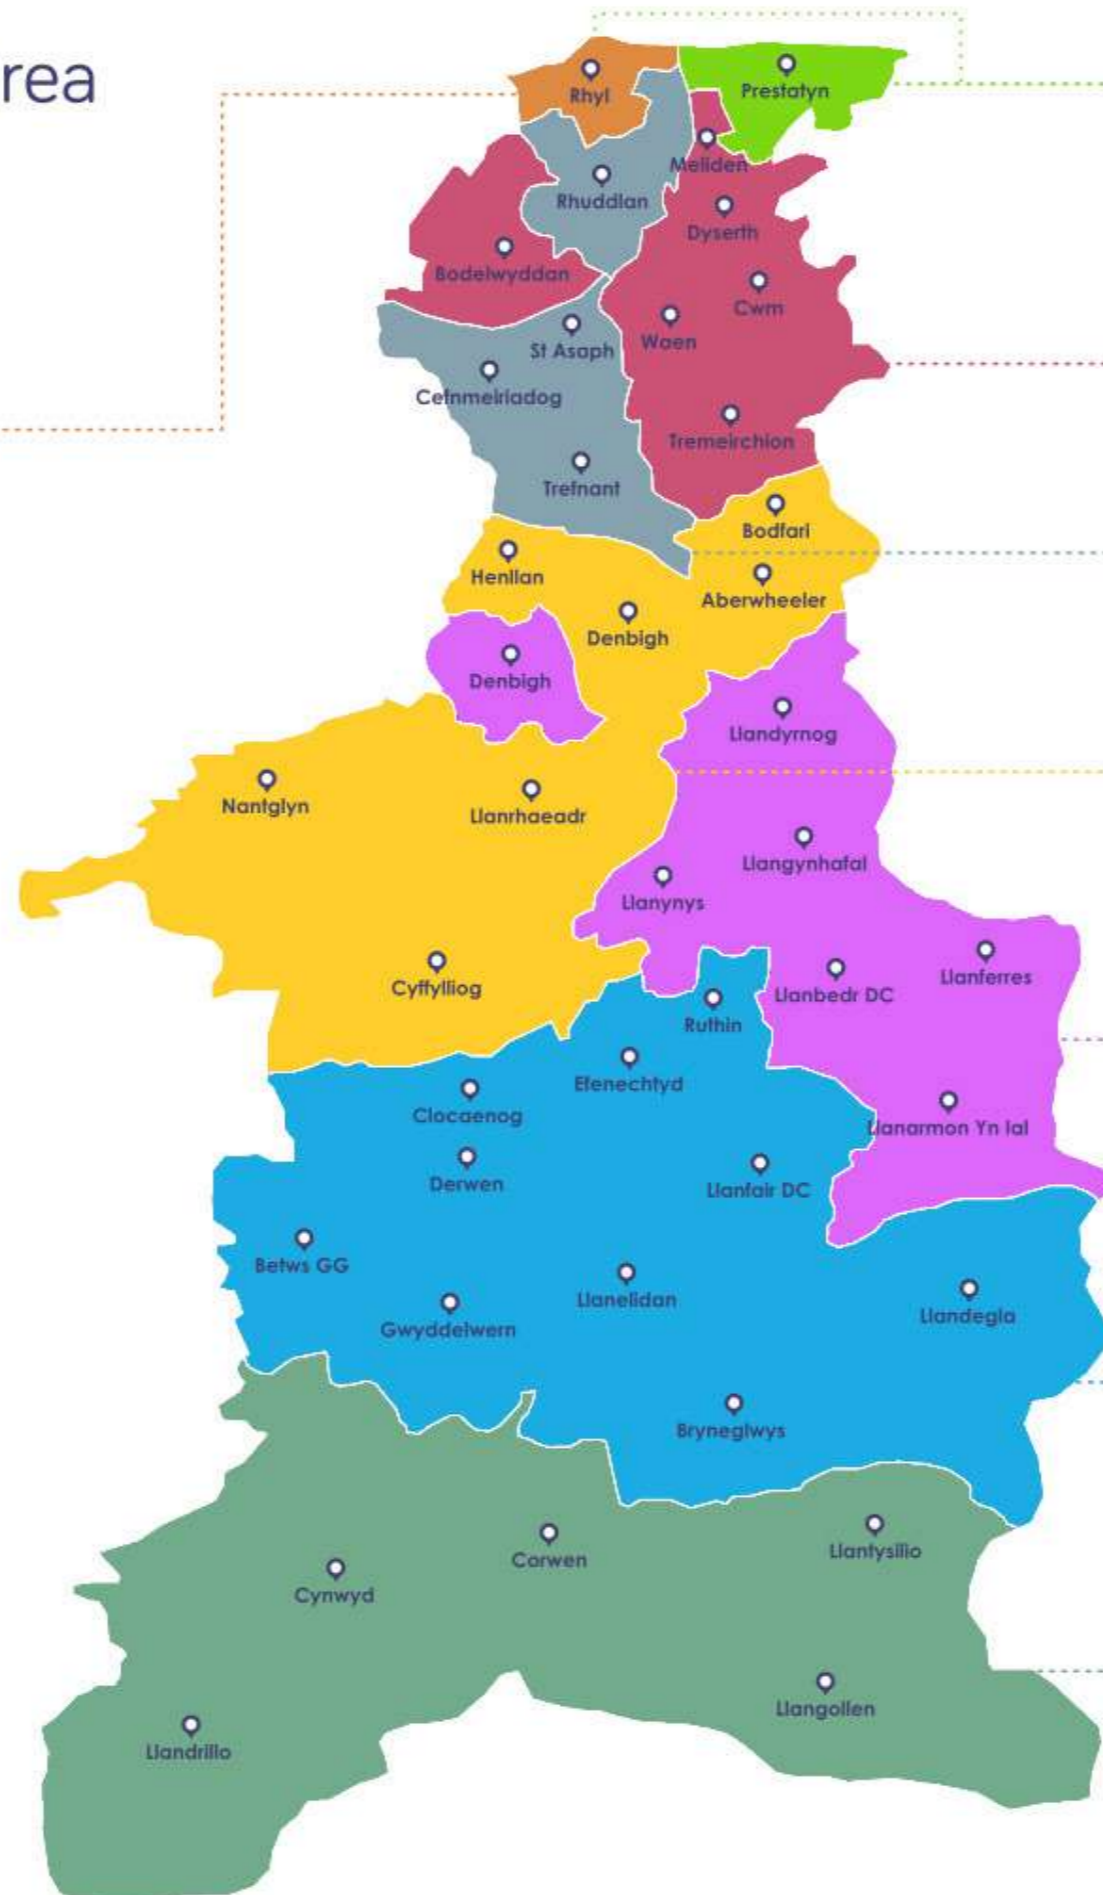 rea
Rhyl
Prestatyn
Meliden
Rhuddlan
Dyserth
Bodelwyddan
Cwm
Waen
St Asaph
Cefnmeiriadog
Tremeirchion
Trefnant
Bodfari
Henllan
Aberwheeler
Denbigh
Denbigh
Llandyrnog
Nantglyn
Llanrhaeadr
Llangynhafal
Llanynys
Llanferres
Cyffylliog
Llanbedr DC
Ruthin
Efenechtyd
Clocaenog
Llanarmon Yn Ial
Derwen
Llanfair DC
Betws GG
Llanelidan
Llandegla
Gwyddelwern
Bryneglwys
Llantysilio
Corwen
Cynwyd
Llangollen
Llandrillo